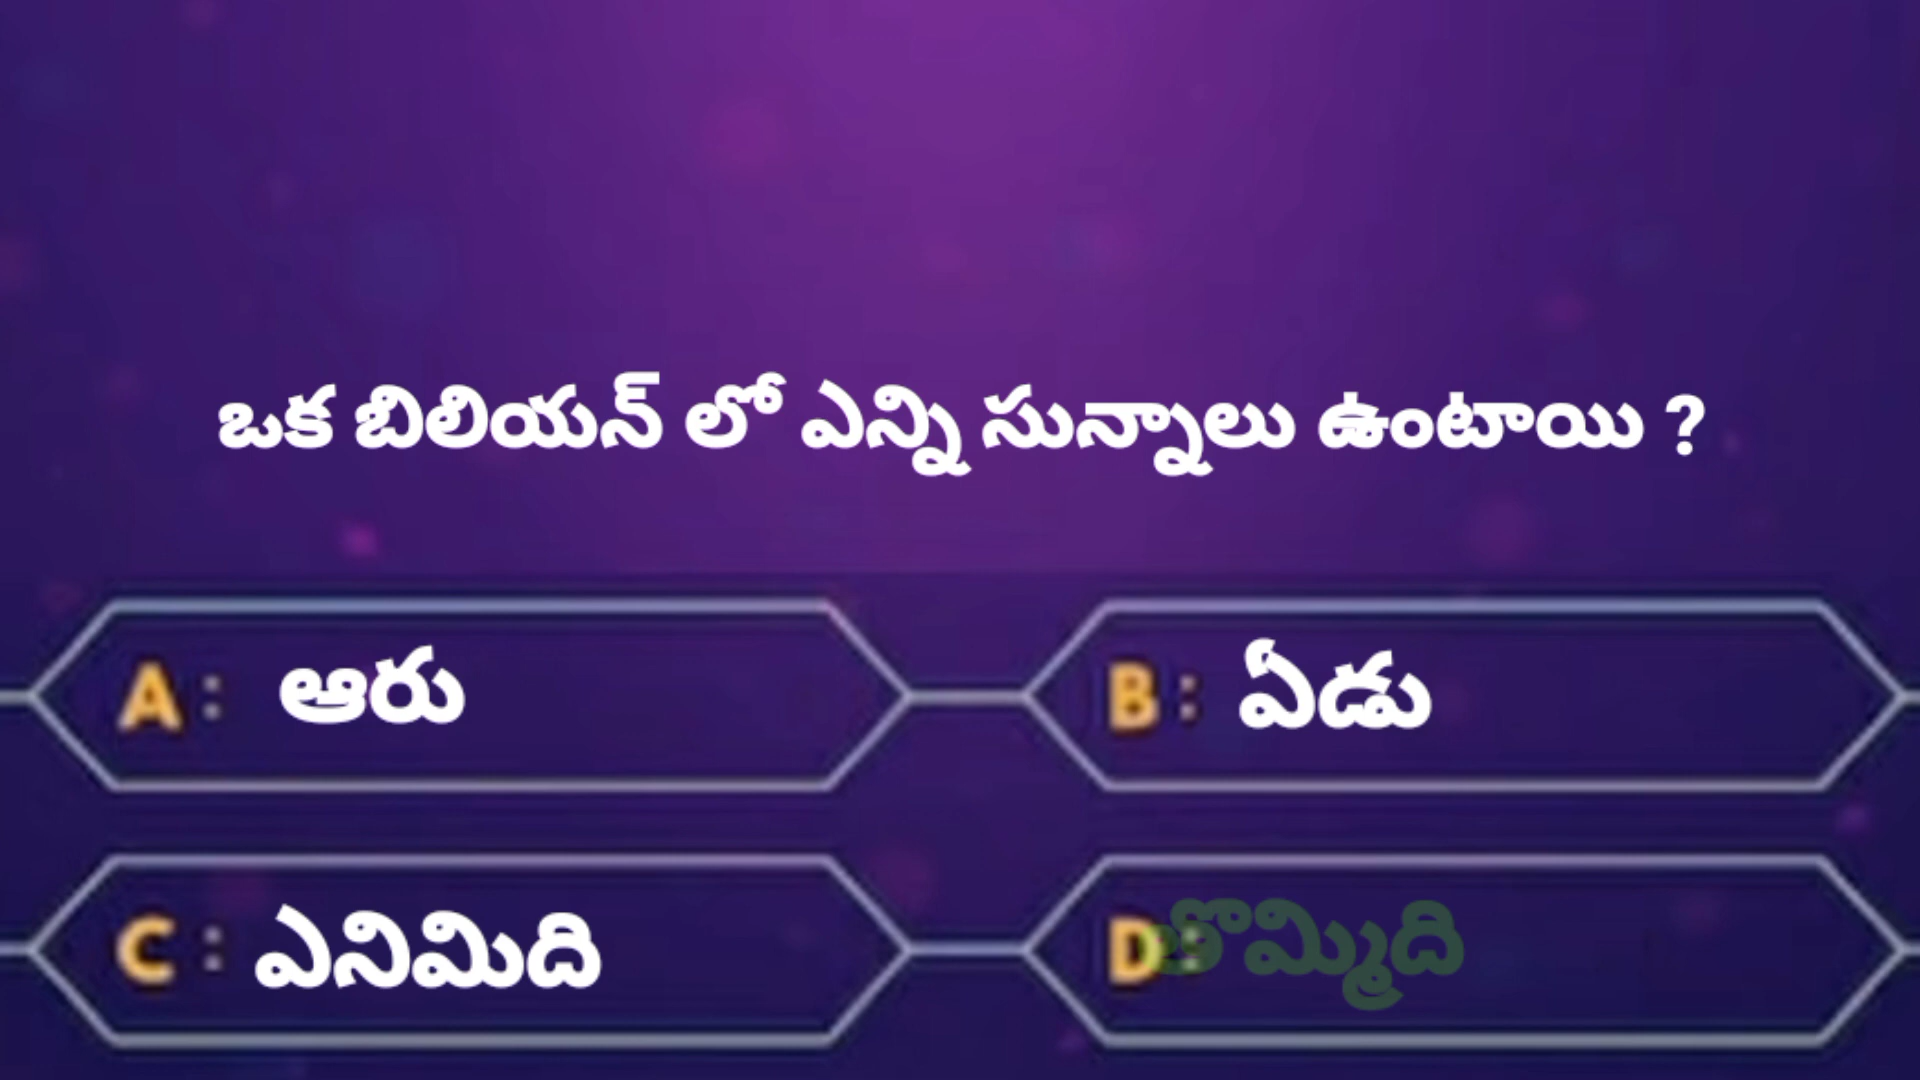 ఒక బిలియన్ లో ఎన్ని సున్నాలు ఉంటాయి ?
A : ఆరు
B : ఏడు
C : ఎనిమిది
D : తొమ్మిది